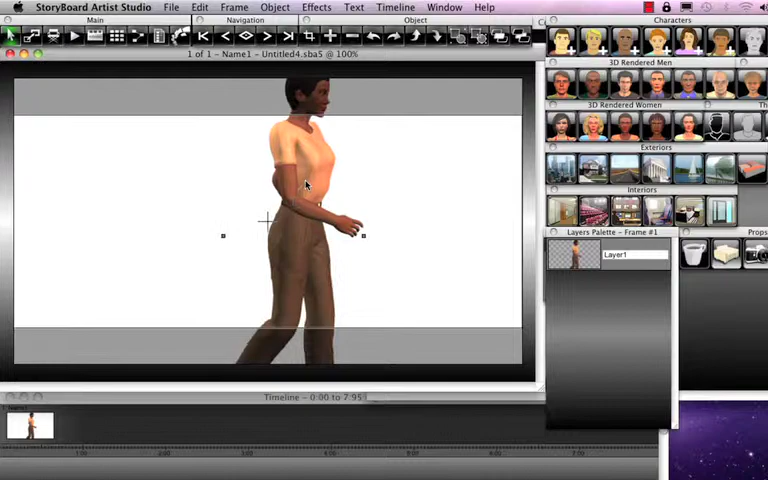 StoryBoard Artist Studio File Edit Frame Object Effects Text Timeline Window Help
Main Navigation Object Characters
1 of 1 - Name1 - Untitled4.sba5 @ 100%
3D Rendered Men
3D Rendered Women
Exteriors
Interiors
Layers Palette - Frame #1 Props
Layer1
Timeline - 0:00 to 7.95